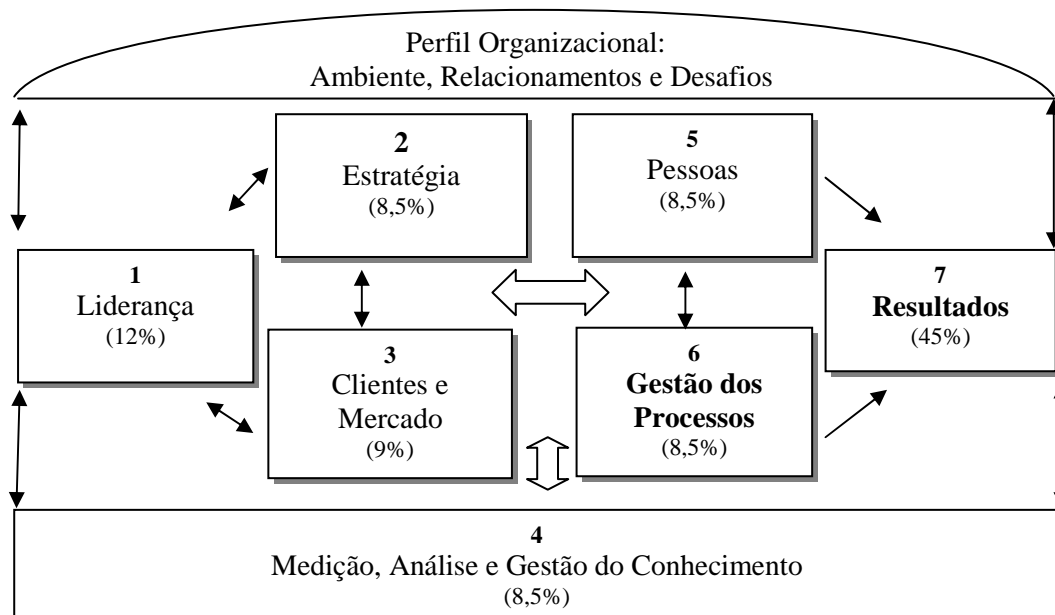 Perfil Organizacional:
Ambiente, Relacionamentos e Desafios
2
Estratégia
(8,5%)
5
Pessoas
(8,5%)
1
Liderança
(12%)
7
Resultados
(45%)
3
Clientes e
Mercado
(9%)
6
Gestão dos
Processos
(8,5%)
4
Medição, Análise e Gestão do Conhecimento
(8,5%)